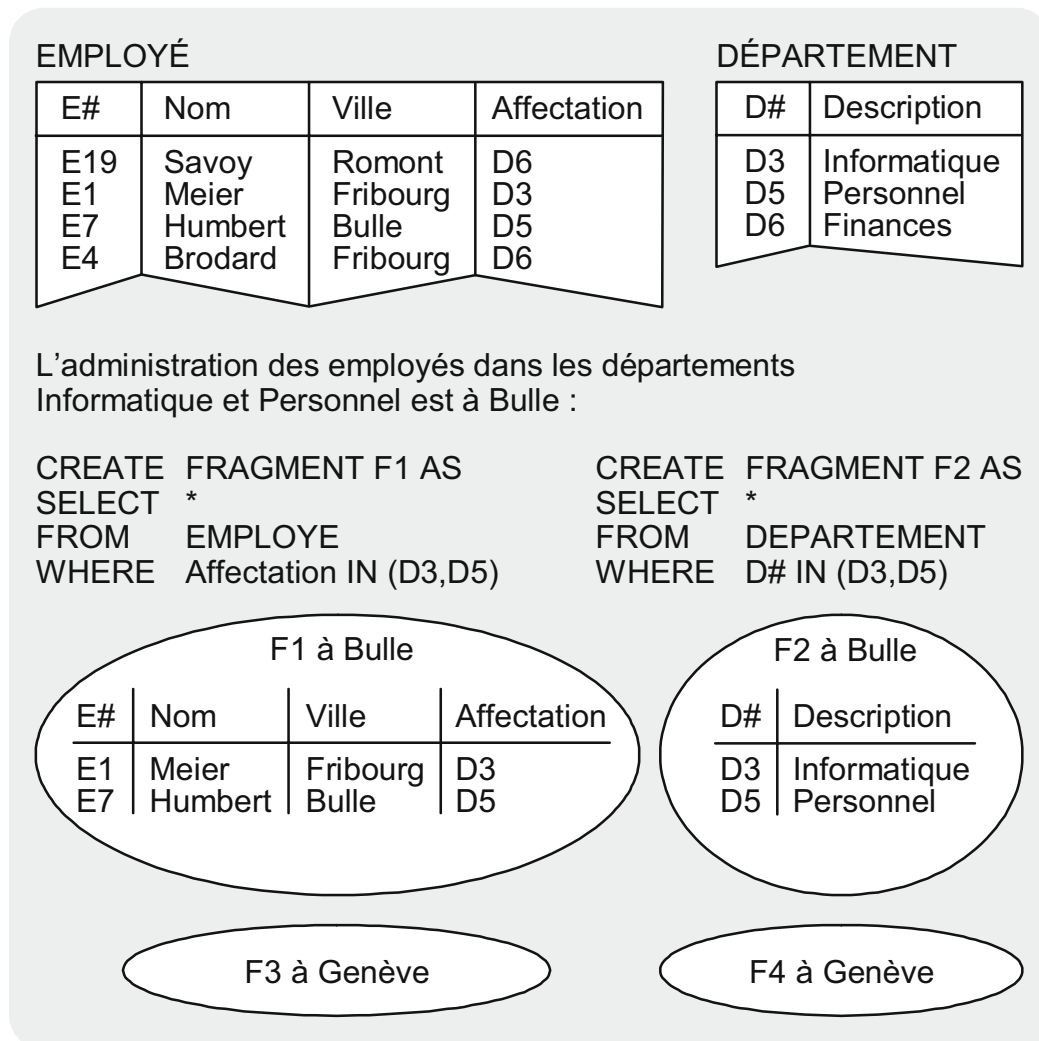 EMPLOYÉ
E# Nom Ville Affectation
E19 Savoy Romont D6
E1 Meier Fribourg D3
E7 Humbert Bulle D5
E4 Brodard Fribourg D6
DÉPARTEMENT
D# Description
D3 Informatique
D5 Personnel
D6 Finances
L’administration des employés dans les départements
Informatique et Personnel est à Bulle :
CREATE FRAGMENT F1 AS
SELECT *
FROM EMPLOYE
WHERE Affectation IN (D3,D5)
CREATE FRAGMENT F2 AS
SELECT *
FROM DEPARTEMENT
WHERE D# IN (D3,D5)
F1 à Bulle
E# Nom Ville Affectation
E1 Meier Fribourg D3
E7 Humbert Bulle D5
F2 à Bulle
D# Description
D3 Informatique
D5 Personnel
F3 à Genève
F4 à Genève